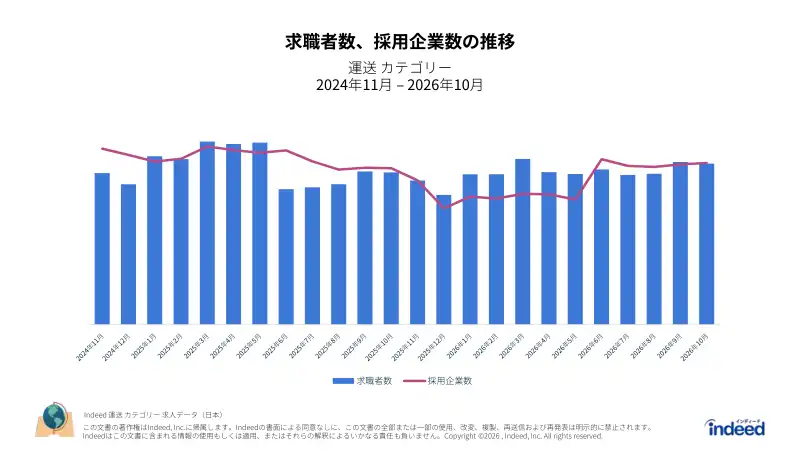 求職者数、採用企業数の推移
運送 カテゴリー
2024年11月 – 2026年10月
2024年11月
2024年12月
2025年1月
2025年2月
2025年3月
2025年4月
2025年5月
2025年6月
2025年7月
2025年8月
2025年9月
2025年10月
2025年11月
2025年12月
2026年1月
2026年2月
2026年3月
2026年4月
2026年5月
2026年6月
2026年7月
2026年8月
2026年9月
2026年10月
求職者数
採用企業数
Indeed 運送 カテゴリー 求人データ（日本）
この文書の著作権はIndeed, Inc.に帰属します。Indeedの書面による同意なしに、この文書の全部または一部の使用、改変、複製、再送信および再発表は明示的に禁止されます。
Indeedはこの文書に含まれる情報の使用もしくは適用、またはそれらの解釈によるいかなる責任も負いません。Copyright ©2026 , Indeed, Inc. All rights reserved.
インディード
indeed